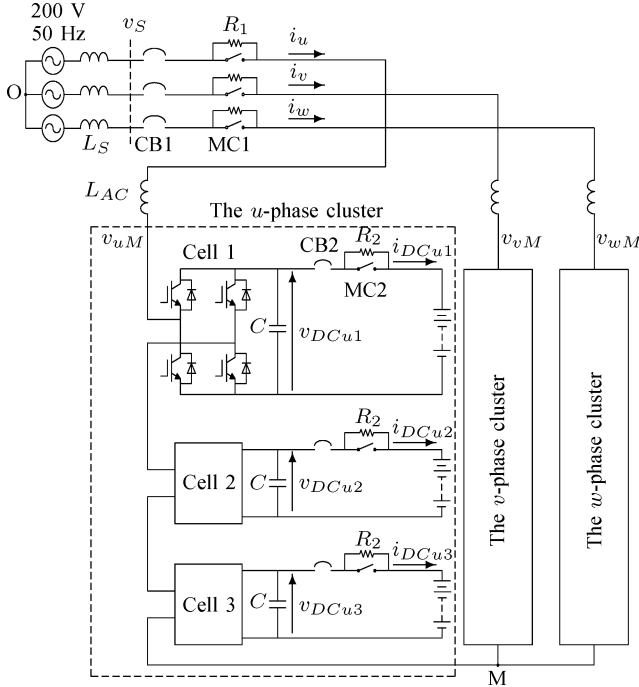 200 V
50 Hz
v_S
R_1
i_u
O
i_v
i_w
L_S
CB1
MC1
L_AC
The u-phase cluster
v_uM
v_vM
v_wM
Cell 1
CB2
R_2
i_DCu1
MC2
C
v_DCu1
R_2
i_DCu2
Cell 2
C
v_DCu2
R_2
i_DCu3
Cell 3
C
v_DCu3
The v-phase cluster
The w-phase cluster
M